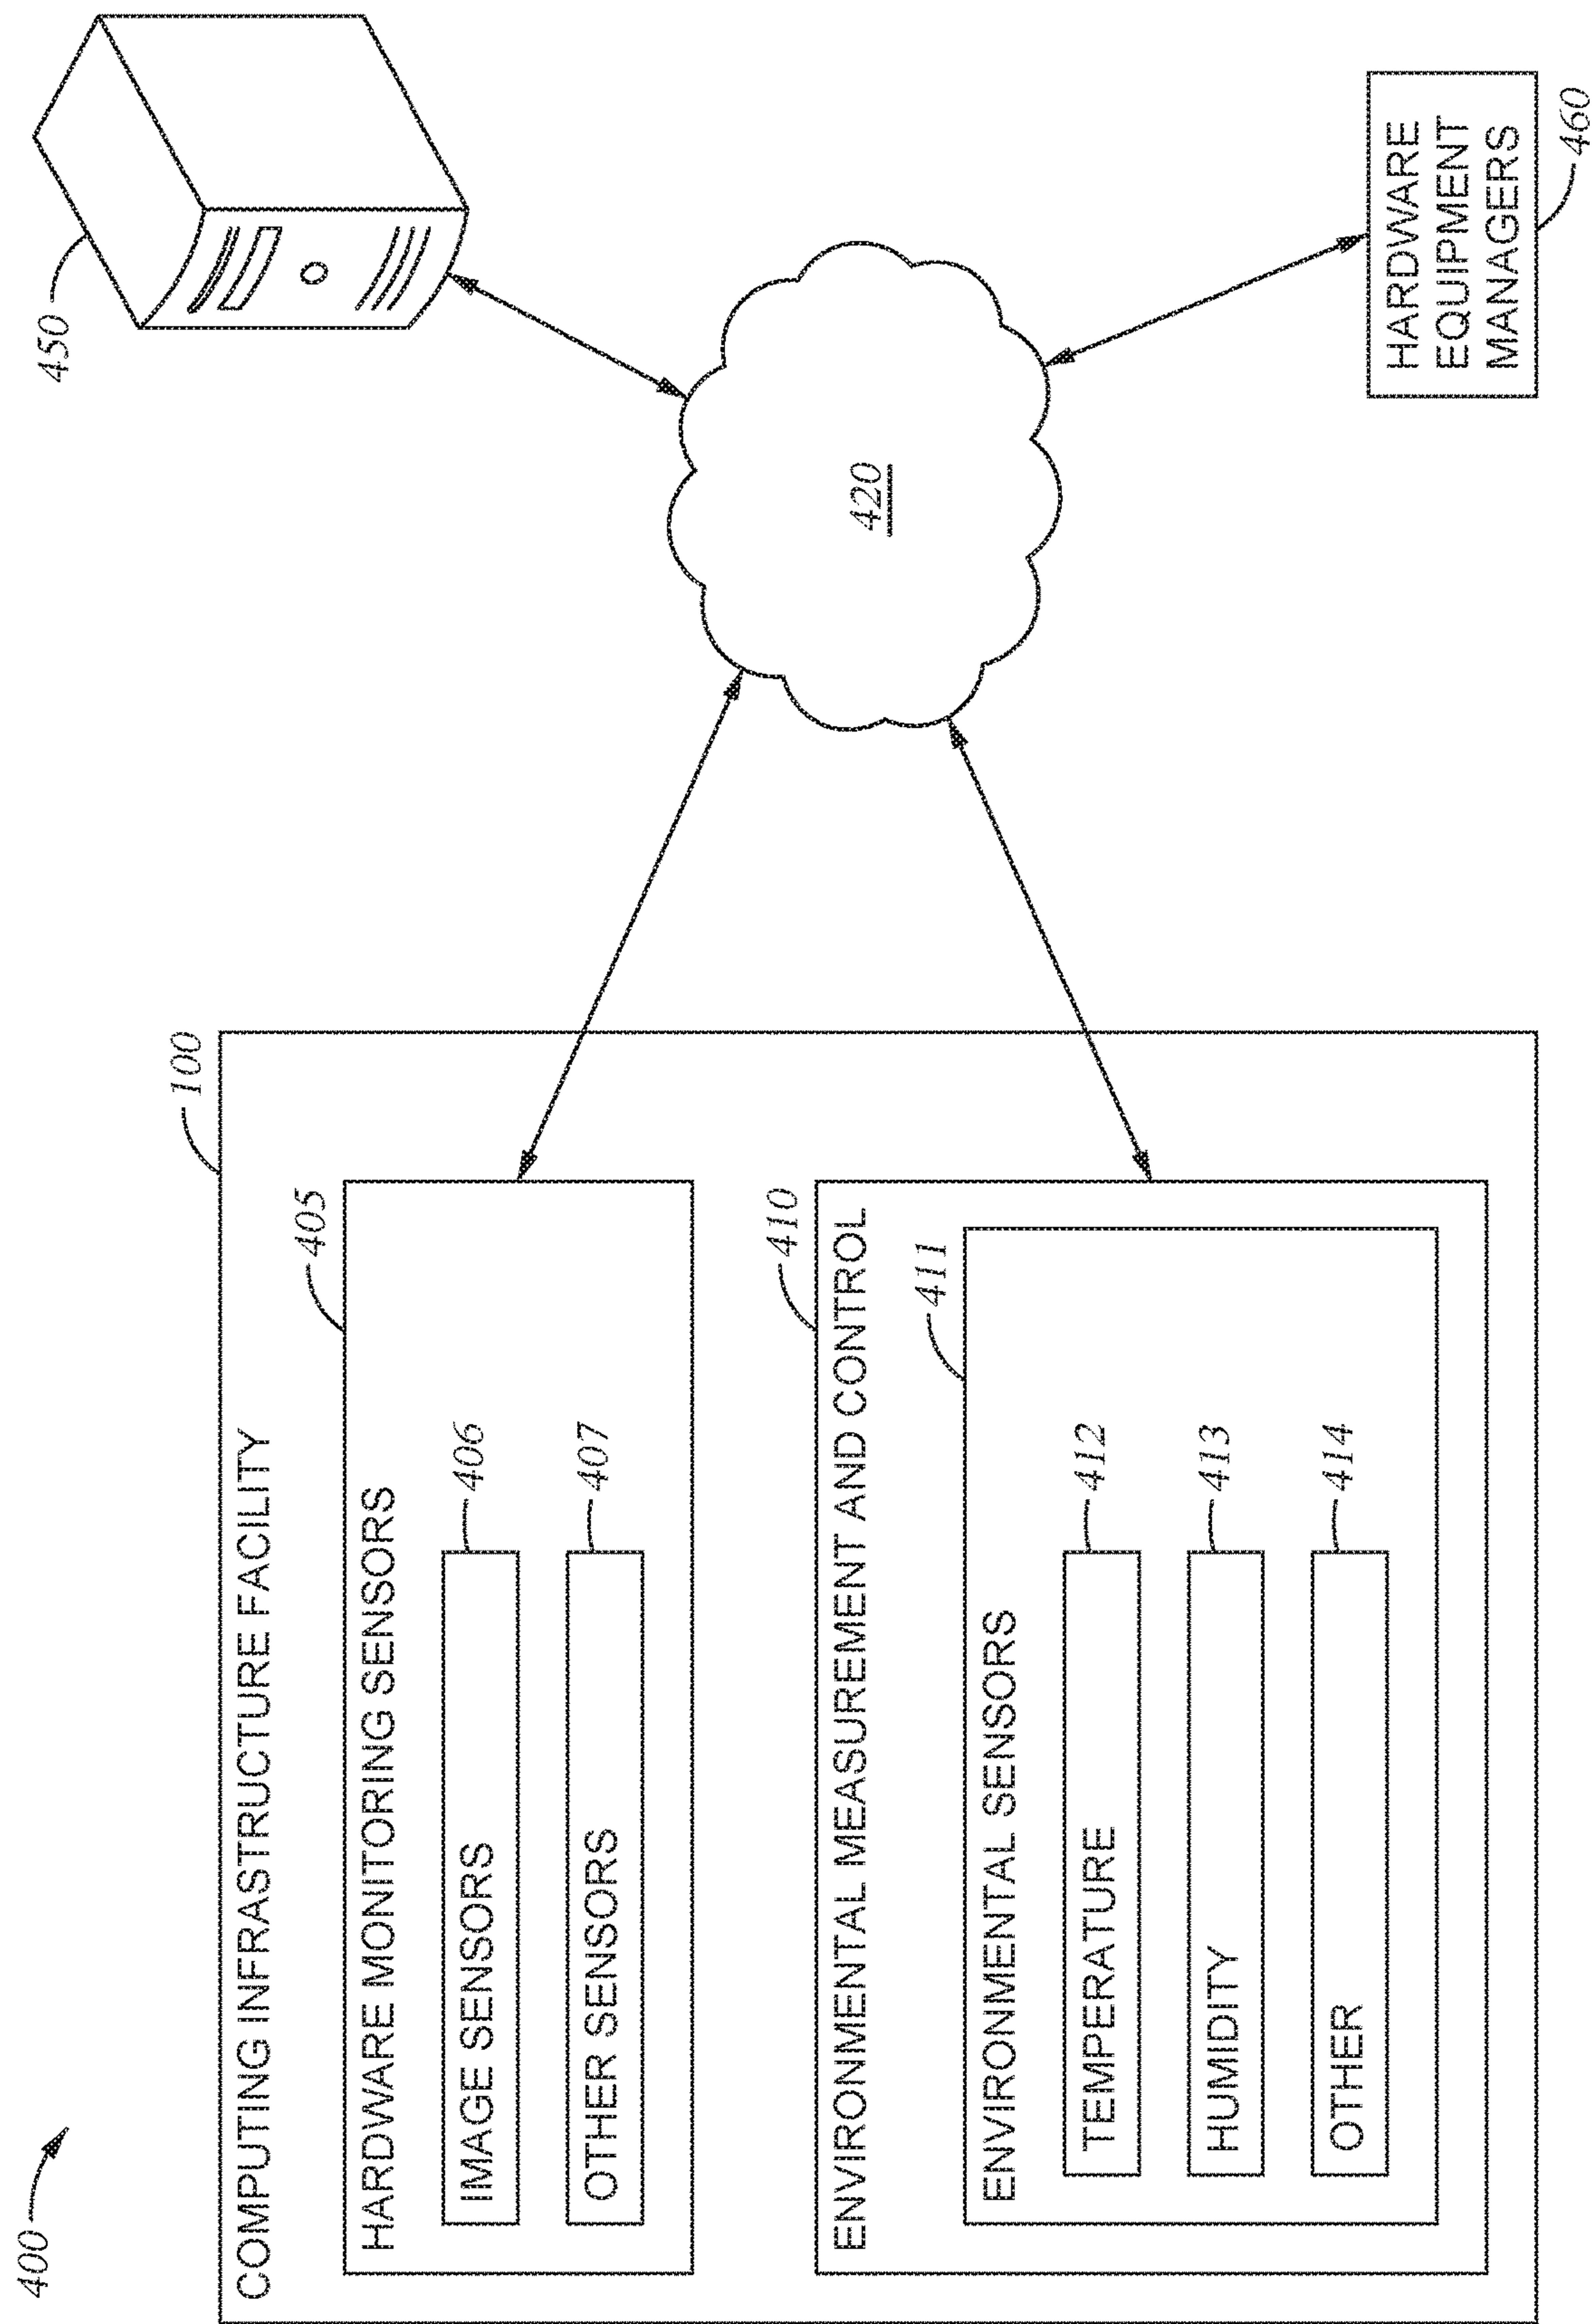 400
100
COMPUTING INFRASTRUCTURE FACILITY
405
HARDWARE MONITORING SENSORS
IMAGE SENSORS
406
OTHER SENSORS
407
410
ENVIRONMENTAL MEASUREMENT AND CONTROL
411
ENVIRONMENTAL SENSORS
TEMPERATURE
412
HUMIDITY
413
OTHER
414
420
450
HARDWARE
EQUIPMENT
MANAGERS
460